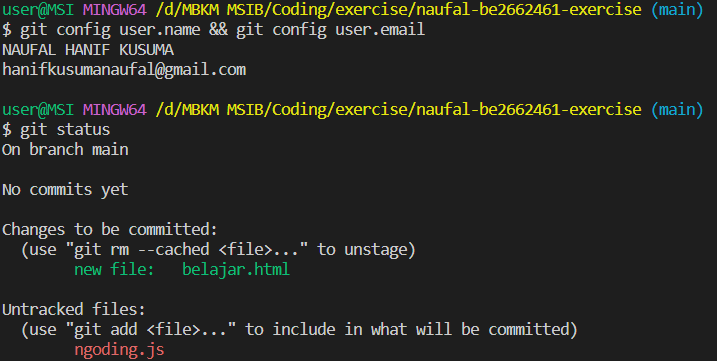 user@MSI MINGW64 /d/MBKM MSIB/Coding/exercise/naufal-be2662461-exercise (main)
$ git config user.name && git config user.email
NAUFAL HANIF KUSUMA
hanifkusumanaufal@gmail.com
user@MSI MINGW64 /d/MBKM MSIB/Coding/exercise/naufal-be2662461-exercise (main)
$ git status
On branch main
No commits yet
Changes to be committed:
(use "git rm --cached <file>..." to unstage)
new file:   belajar.html
Untracked files:
(use "git add <file>..." to include in what will be committed)
ngoding.js